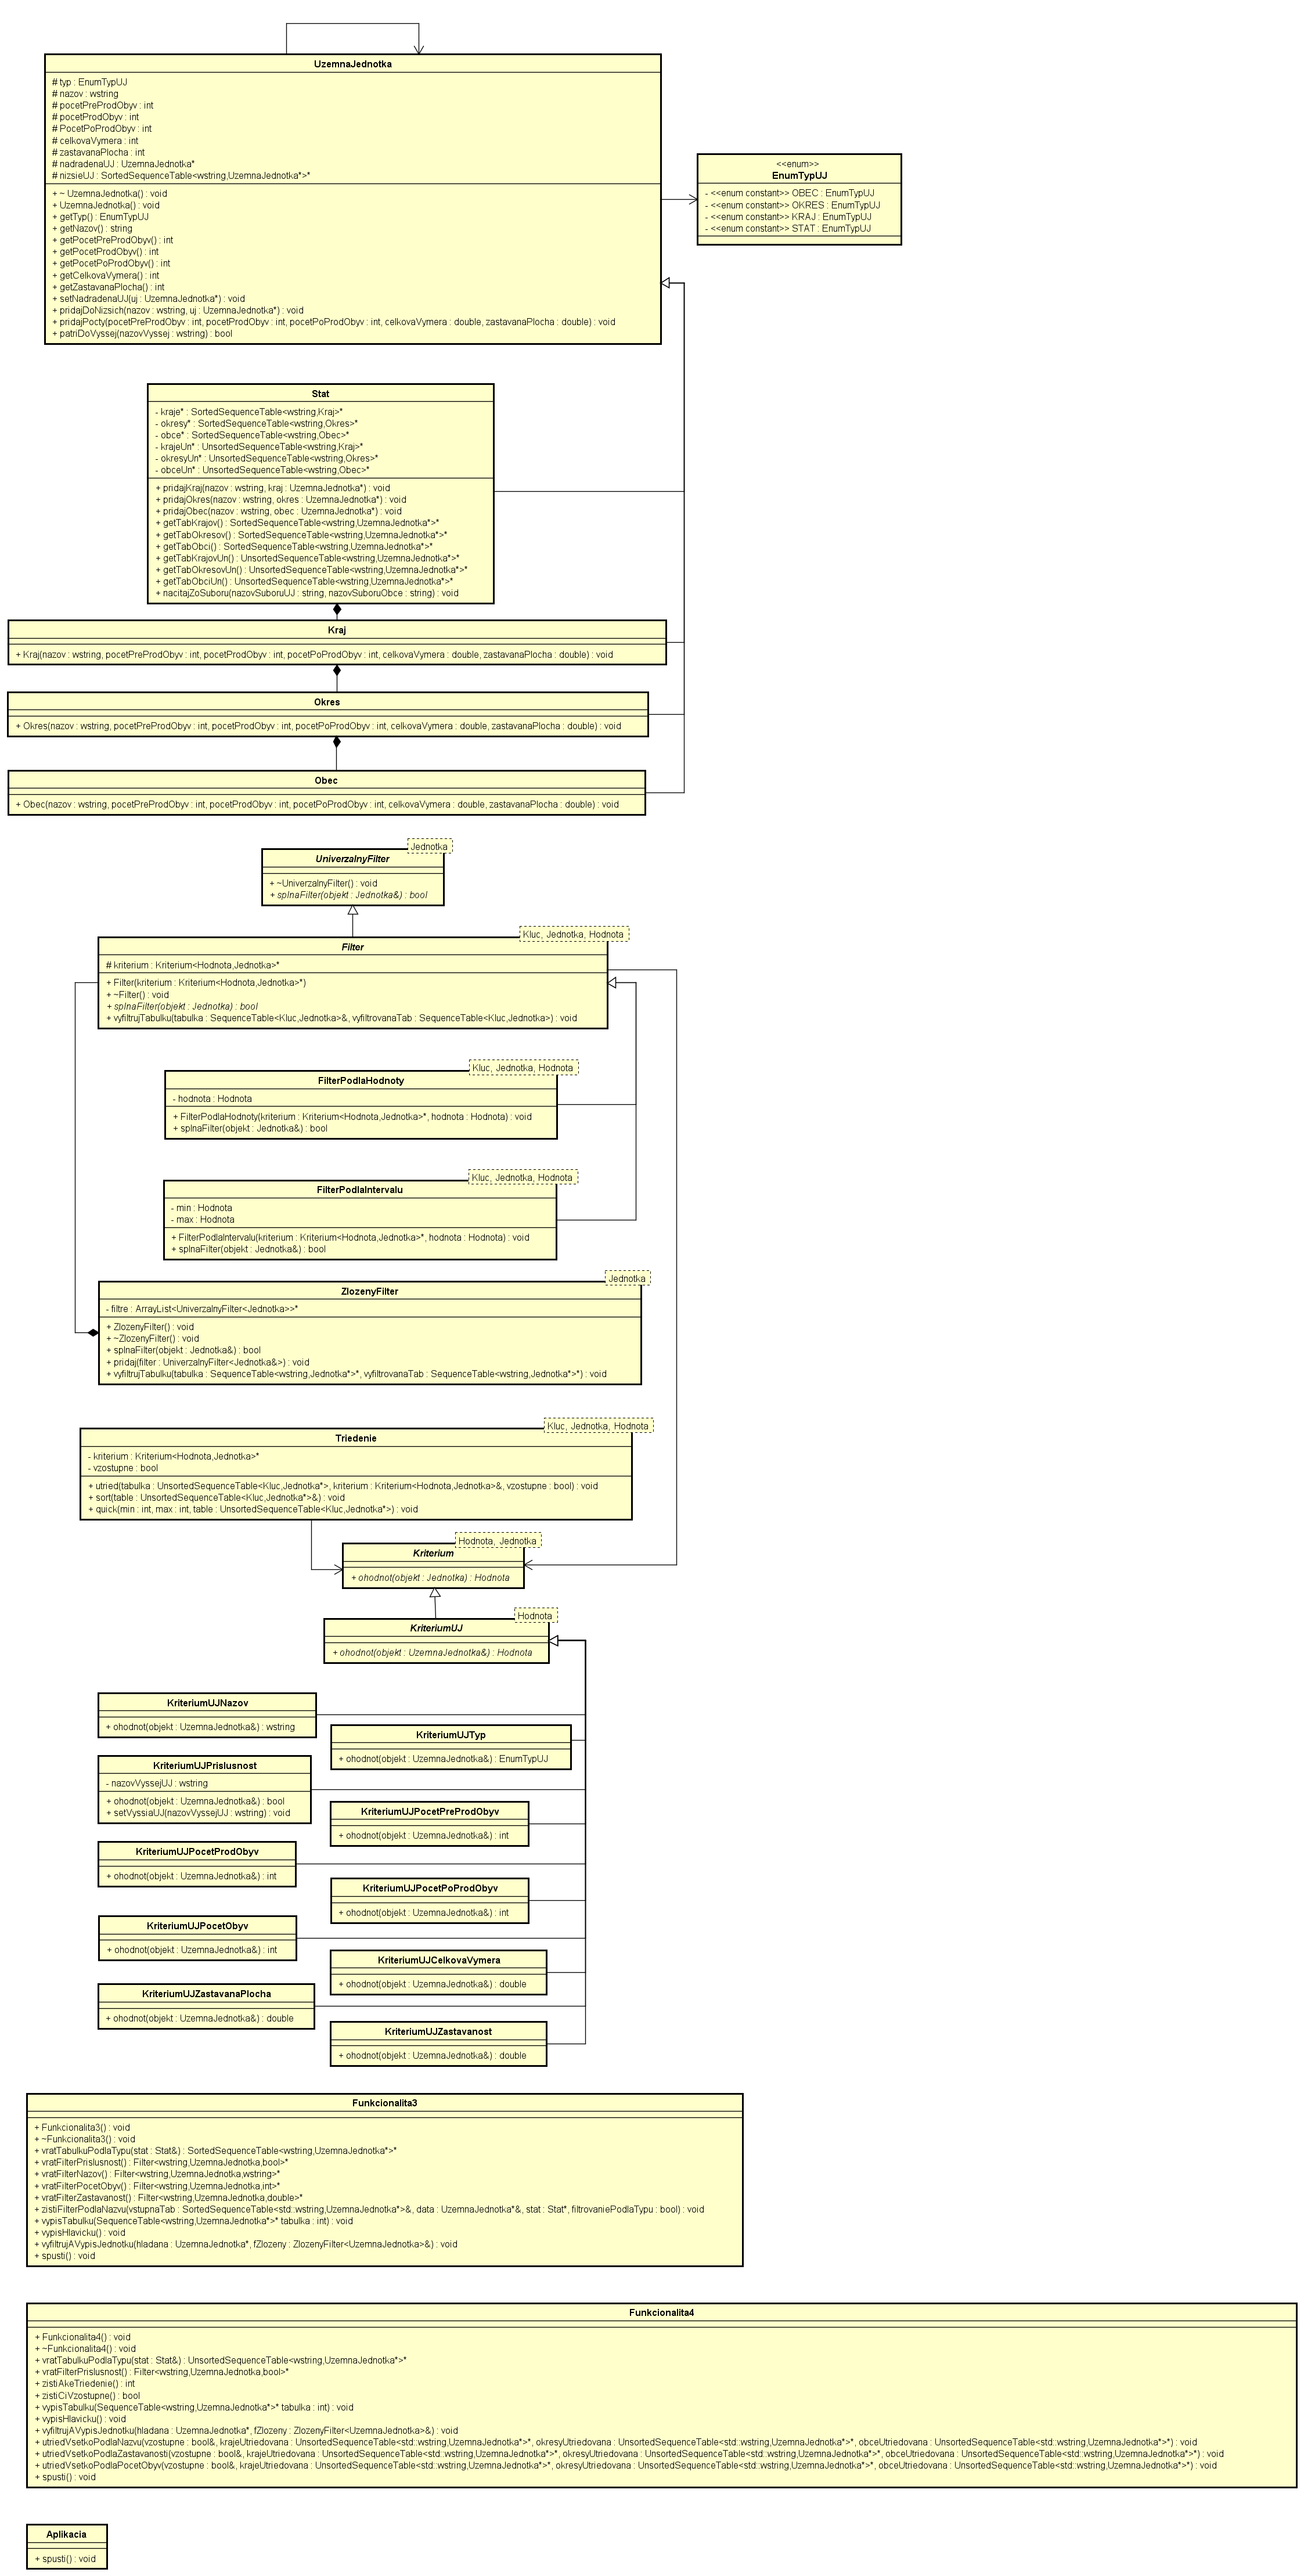 UzemnaJednotka
# typ : EnumTypUJ
# nazov : wstring
# pocetPreProdObyv : int
# pocetProdObyv : int
# PocetPoProdObyv : int
# celkovaVymera : int
# zastavanaPlocha : int
# nadradenaUJ : UzemnaJednotka*
# nizsieUJ : SortedSequenceTable<wstring,UzemnaJednotka*>*
+ ~ UzemnaJednotka() : void
+ UzemnaJednotka() : void
+ getTyp() : EnumTypUJ
+ getNazov() : string
+ getPocetPreProdObyv() : int
+ getPocetProdObyv() : int
+ getPocetPoProdObyv() : int
+ getCelkovaVymera() : int
+ getZastavanaPlocha() : int
+ setNadradenaUJ(uj : UzemnaJednotka*) : void
+ pridajDoNizsich(nazov : wstring, uj : UzemnaJednotka*) : void
+ pridajPocty(pocetPreProdObyv : int, pocetProdObyv : int, pocetPoProdObyv : int, celkovaVymera : double, zastavanaPlocha : double) : void
+ patriDoVyssej(nazovVyssej : wstring) : bool
<<enum>>
EnumTypUJ
- <<enum constant>> OBEC : EnumTypUJ
- <<enum constant>> OKRES : EnumTypUJ
- <<enum constant>> KRAJ : EnumTypUJ
- <<enum constant>> STAT : EnumTypUJ
Stat
- kraje* : SortedSequenceTable<wstring,Kraj>*
- okresy* : SortedSequenceTable<wstring,Okres>*
- obce* : SortedSequenceTable<wstring,Obec>*
- krajeUn* : UnsortedSequenceTable<wstring,Kraj>*
- okresyUn* : UnsortedSequenceTable<wstring,Okres>*
- obceUn* : UnsortedSequenceTable<wstring,Obec>*
+ pridajKraj(nazov : wstring, kraj : UzemnaJednotka*) : void
+ pridajOkres(nazov : wstring, okres : UzemnaJednotka*) : void
+ pridajObec(nazov : wstring, obec : UzemnaJednotka*) : void
+ getTabKrajov() : SortedSequenceTable<wstring,UzemnaJednotka*>*
+ getTabOkresov() : SortedSequenceTable<wstring,UzemnaJednotka*>*
+ getTabObci() : SortedSequenceTable<wstring,UzemnaJednotka*>*
+ getTabKrajovUn() : UnsortedSequenceTable<wstring,UzemnaJednotka*>*
+ getTabOkresovUn() : UnsortedSequenceTable<wstring,UzemnaJednotka*>*
+ getTabObciUn() : UnsortedSequenceTable<wstring,UzemnaJednotka*>*
+ nacitajZoSuboru(nazovSuboruUJ : string, nazovSuboruObce : string) : void
Kraj
+ Kraj(nazov : wstring, pocetPreProdObyv : int, pocetProdObyv : int, pocetPoProdObyv : int, celkovaVymera : double, zastavanaPlocha : double) : void
Okres
+ Okres(nazov : wstring, pocetPreProdObyv : int, pocetProdObyv : int, pocetPoProdObyv : int, celkovaVymera : double, zastavanaPlocha : double) : void
Obec
+ Obec(nazov : wstring, pocetPreProdObyv : int, pocetProdObyv : int, pocetPoProdObyv : int, celkovaVymera : double, zastavanaPlocha : double) : void
Jednotka
UniverzalnyFilter
+ ~UniverzalnyFilter() : void
+ splnaFilter(objekt : Jednotka&) : bool
Kluc, Jednotka, Hodnota
Filter
# kriterium : Kriterium<Hodnota,Jednotka>*
+ Filter(kriterium : Kriterium<Hodnota,Jednotka>*)
+ ~Filter() : void
+ splnaFilter(objekt : Jednotka) : bool
+ vyfiltrujTabulku(tabulka : SequenceTable<Kluc,Jednotka>&, vyfiltrovanaTab : SequenceTable<Kluc,Jednotka>) : void
Kluc, Jednotka, Hodnota
FilterPodlaHodnoty
- hodnota : Hodnota
+ FilterPodlaHodnoty(kriterium : Kriterium<Hodnota,Jednotka>*, hodnota : Hodnota) : void
+ splnaFilter(objekt : Jednotka&) : bool
Kluc, Jednotka, Hodnota
FilterPodlaIntervalu
- min : Hodnota
- max : Hodnota
+ FilterPodlaIntervalu(kriterium : Kriterium<Hodnota,Jednotka>*, hodnota : Hodnota) : void
+ splnaFilter(objekt : Jednotka&) : bool
Jednotka
ZlozenyFilter
- filtre : ArrayList<UniverzalnyFilter<Jednotka>>*
+ ZlozenyFilter() : void
+ ~ZlozenyFilter() : void
+ splnaFilter(objekt : Jednotka&) : bool
+ pridaj(filter : UniverzalnyFilter<Jednotka&>) : void
+ vyfiltrujTabulku(tabulka : SequenceTable<wstring,Jednotka*>*, vyfiltrovanaTab : SequenceTable<wstring,Jednotka*>*) : void
Kluc, Jednotka, Hodnota
Triedenie
- kriterium : Kriterium<Hodnota,Jednotka>*
- vzostupne : bool
+ utried(tabulka : UnsortedSequenceTable<Kluc,Jednotka*>, kriterium : Kriterium<Hodnota,Jednotka>&, vzostupne : bool) : void
+ sort(table : UnsortedSequenceTable<Kluc,Jednotka*>&) : void
+ quick(min : int, max : int, table : UnsortedSequenceTable<Kluc,Jednotka*>) : void
Hodnota, Jednotka
Kriterium
+ ohodnot(objekt : Jednotka) : Hodnota
Hodnota
KriteriumUJ
+ ohodnot(objekt : UzemnaJednotka&) : Hodnota
KriteriumUJNazov
+ ohodnot(objekt : UzemnaJednotka&) : wstring
KriteriumUJTyp
+ ohodnot(objekt : UzemnaJednotka&) : EnumTypUJ
KriteriumUJPrislusnost
- nazovVyssejUJ : wstring
+ ohodnot(objekt : UzemnaJednotka&) : bool
+ setVyssiaUJ(nazovVyssejUJ : wstring) : void
KriteriumUJPocetPreProdObyv
+ ohodnot(objekt : UzemnaJednotka&) : int
KriteriumUJPocetProdObyv
+ ohodnot(objekt : UzemnaJednotka&) : int
KriteriumUJPocetPoProdObyv
+ ohodnot(objekt : UzemnaJednotka&) : int
KriteriumUJPocetObyv
+ ohodnot(objekt : UzemnaJednotka&) : int
KriteriumUJCelkovaVymera
+ ohodnot(objekt : UzemnaJednotka&) : double
KriteriumUJZastavanaPlocha
+ ohodnot(objekt : UzemnaJednotka&) : double
KriteriumUJZastavanost
+ ohodnot(objekt : UzemnaJednotka&) : double
Funkcionalita3
+ Funkcionalita3() : void
+ ~Funkcionalita3() : void
+ vratTabulkuPodlaTypu(stat : Stat&) : SortedSequenceTable<wstring,UzemnaJednotka*>*
+ vratFilterPrislusnost() : Filter<wstring,UzemnaJednotka,bool>*
+ vratFilterNazov() : Filter<wstring,UzemnaJednotka,wstring>*
+ vratFilterPocetObyv() : Filter<wstring,UzemnaJednotka,int>*
+ vratFilterZastavanost() : Filter<wstring,UzemnaJednotka,double>*
+ zistiFilterPodlaNazvu(vstupnaTab : SortedSequenceTable<std::wstring,UzemnaJednotka*>&, data : UzemnaJednotka*&, stat : Stat*, filtrovaniePodlaTypu : bool) : void
+ vypisTabulku(SequenceTable<wstring,UzemnaJednotka*>* tabulka : int) : void
+ vypisHlavicku() : void
+ vyfiltrujAVypisJednotku(hladana : UzemnaJednotka*, fZlozeny : ZlozenyFilter<UzemnaJednotka>&) : void
+ spusti() : void
Funkcionalita4
+ Funkcionalita4() : void
+ ~Funkcionalita4() : void
+ vratTabulkuPodlaTypu(stat : Stat&) : UnsortedSequenceTable<wstring,UzemnaJednotka*>*
+ vratFilterPrislusnost() : Filter<wstring,UzemnaJednotka,bool>*
+ zistiAkeTriedenie() : int
+ zistiCiVzostupne() : bool
+ vypisTabulku(SequenceTable<wstring,UzemnaJednotka*>* tabulka : int) : void
+ vypisHlavicku() : void
+ vyfiltrujAVypisJednotku(hladana : UzemnaJednotka*, fZlozeny : ZlozenyFilter<UzemnaJednotka>&) : void
+ utriedVsetkoPodlaNazvu(vzostupne : bool&, krajeUtriedovana : UnsortedSequenceTable<std::wstring,UzemnaJednotka*>*, okresyUtriedovana : UnsortedSequenceTable<std::wstring,UzemnaJednotka*>*, obceUtriedovana : UnsortedSequenceTable<std::wstring,UzemnaJednotka*>*) : void
+ utriedVsetkoPodlaZastavanosti(vzostupne : bool&, krajeUtriedovana : UnsortedSequenceTable<std::wstring,UzemnaJednotka*>*, okresyUtriedovana : UnsortedSequenceTable<std::wstring,UzemnaJednotka*>*, obceUtriedovana : UnsortedSequenceTable<std::wstring,UzemnaJednotka*>*) : void
+ utriedVsetkoPodlaPocetObyv(vzostupne : bool&, krajeUtriedovana : UnsortedSequenceTable<std::wstring,UzemnaJednotka*>*, okresyUtriedovana : UnsortedSequenceTable<std::wstring,UzemnaJednotka*>*, obceUtriedovana : UnsortedSequenceTable<std::wstring,UzemnaJednotka*>*) : void
+ spusti() : void
Aplikacia
+ spusti() : void